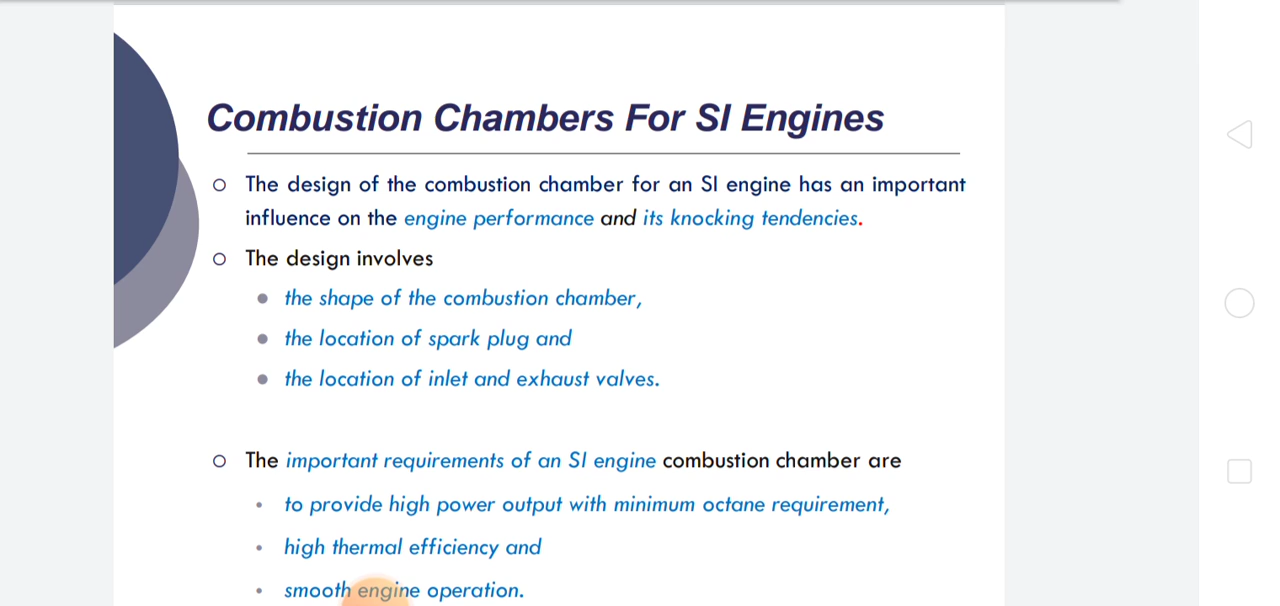 Combustion Chambers For SI Engines
The design of the combustion chamber for an SI engine has an important
influence on the engine performance and its knocking tendencies.
The design involves
the shape of the combustion chamber,
the location of spark plug and
the location of inlet and exhaust valves.
The important requirements of an SI engine combustion chamber are
to provide high power output with minimum octane requirement,
high thermal efficiency and
smooth engine operation.